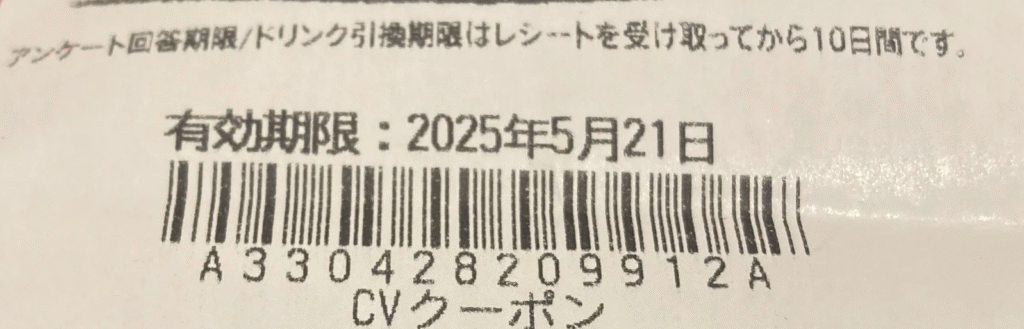 アンケート回答期限/ドリンク引換期限はレシートを受け取ってから10日間です。
有効期限：2025年5月21日
A330428209912A
CVクーポン